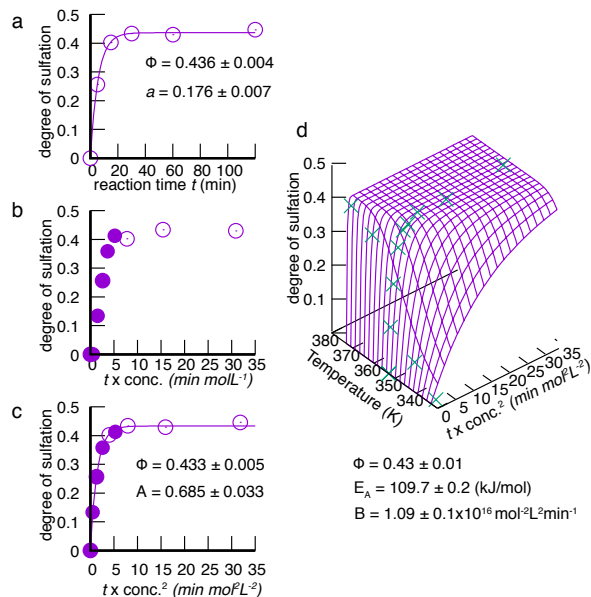 a
degree of sulfation
0.5
0.4
0.3
0.2
0.1
0
0 20 40 60 80 100 120
reaction time t (min)
Φ = 0.436 ± 0.004
a = 0.176 ± 0.007
b
degree of sulfation
0.5
0.4
0.3
0.2
0.1
0
0 5 10 15 20 25 30 35
t x conc. (min molL⁻¹)
c
degree of sulfation
0.5
0.4
0.3
0.2
0.1
0
0 5 10 15 20 25 30 35
t x conc.² (min mol²L⁻²)
Φ = 0.433 ± 0.005
A = 0.685 ± 0.033
d
degree of sulfation
0.5
0.4
0.3
0.2
0.1
380
370
360
350
340
Temperature (K)
0 5 10 15 20 25 30 35
t x conc.² (min mol²L⁻²)
Φ = 0.43 ± 0.01
E_A = 109.7 ± 0.2 (kJ/mol)
B = 1.09 ± 0.1x10¹⁶ mol⁻²L²min⁻¹